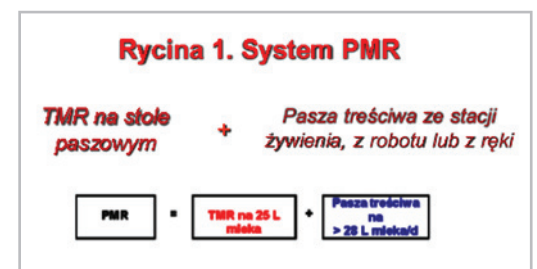 Rycina 1. System PMR
TMR na stole
paszowym
+
Pasza treściwa ze stacji
żywienia, z robotu lub z ręki
PMR
=
TMR na 25 L
mleka
+
Pasza treściwa
na
> 28 L mleka/d